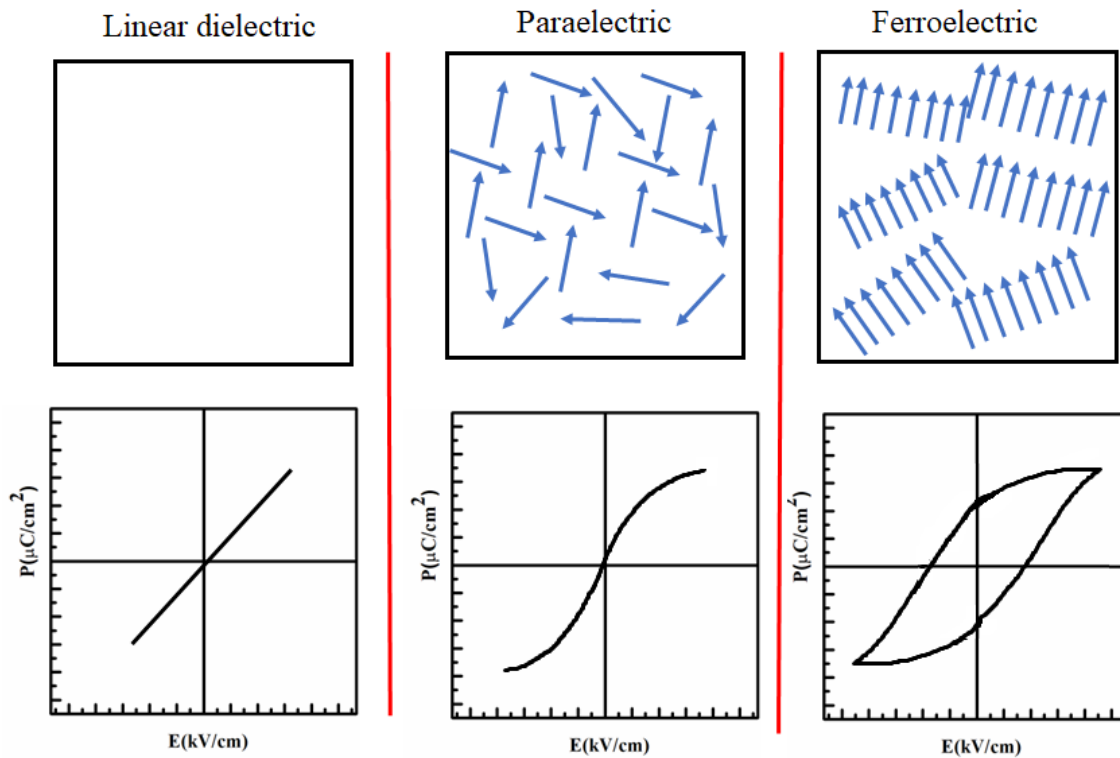 Linear dielectric
Paraelectric
Ferroelectric
P(μC/cm²)
E(kV/cm)
P(μC/cm²)
E(kV/cm)
P(μC/cm²)
E(kV/cm)